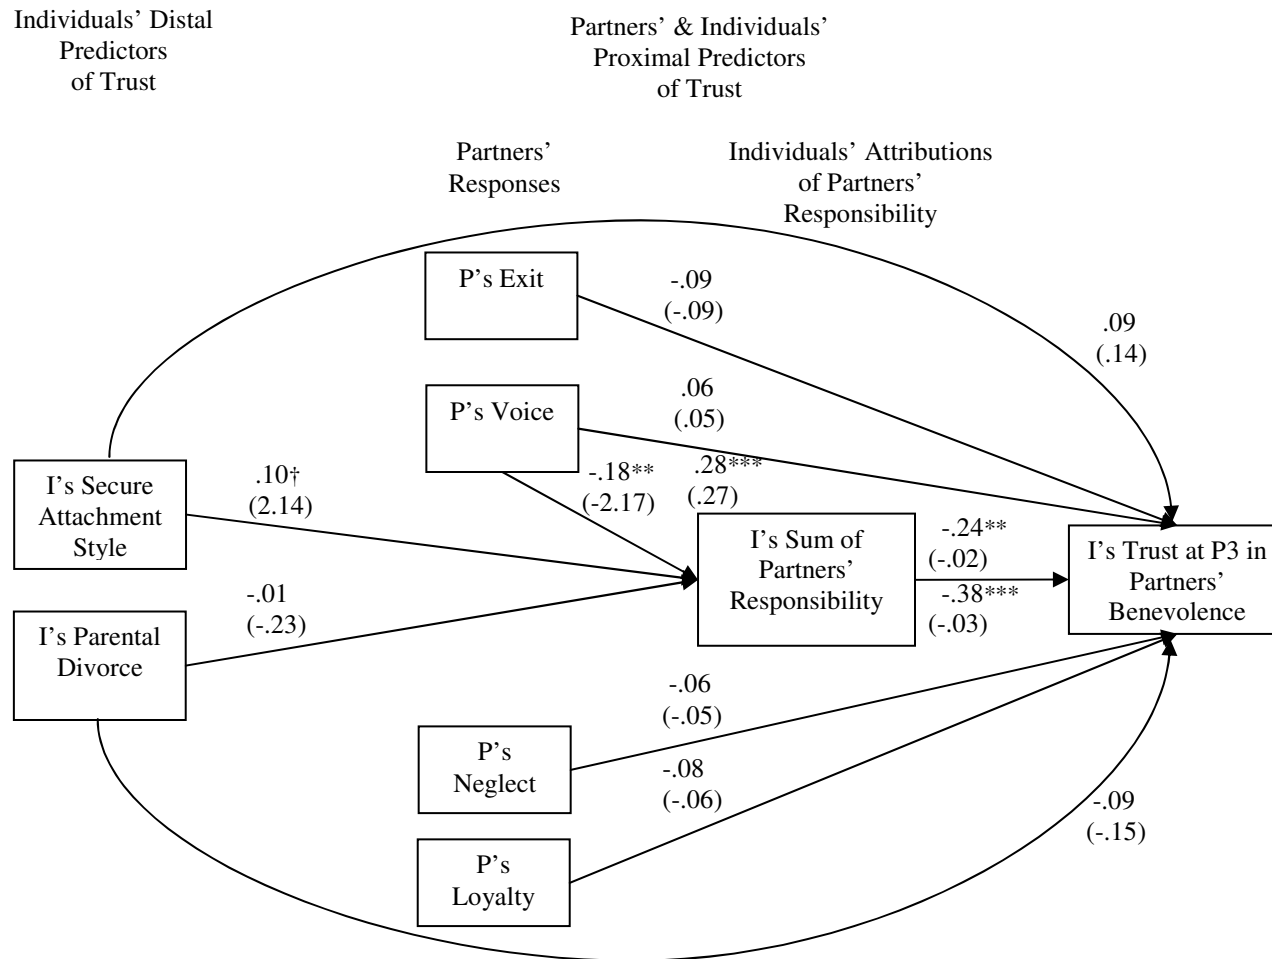 Individuals’ Distal
Predictors
of Trust
Partners’ & Individuals’
Proximal Predictors
of Trust
Partners’
Responses
Individuals’ Attributions
of Partners’
Responsibility
P’s Exit
-.09
(-.09)
.09
(.14)
P’s Voice
.06
(.05)
-.18**
(-2.17)
.28***
(.27)
I’s Secure
Attachment
Style
.10†
(2.14)
I’s Sum of
Partners’
Responsibility
-.24**
(-.02)
-.38***
(-.03)
I’s Trust at P3 in
Partners’
Benevolence
I’s Parental
Divorce
-.01
(-.23)
P’s
Neglect
-.06
(-.05)
P’s
Loyalty
-.08
(-.06)
-.09
(-.15)